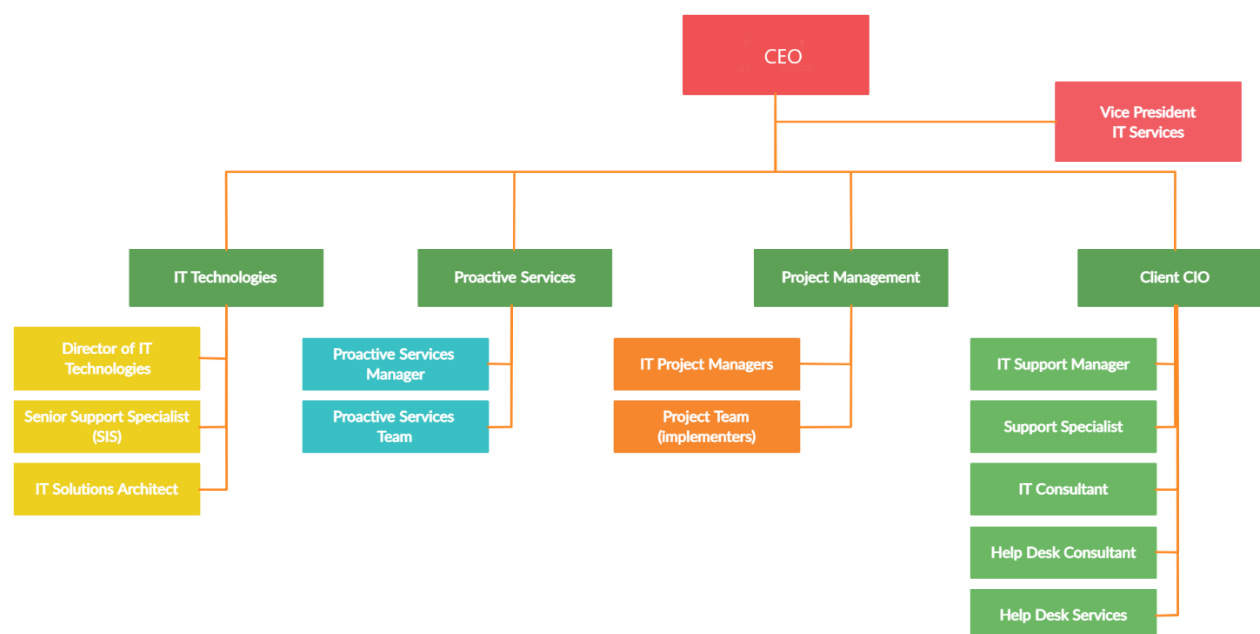 CEO
Vice President
IT Services
IT Technologies
Proactive Services
Project Management
Client CIO
Director of IT
Technologies
Senior Support Specialist
(SIS)
IT Solutions Architect
Proactive Services
Manager
Proactive Services
Team
IT Project Managers
Project Team
(implementers)
IT Support Manager
Support Specialist
IT Consultant
Help Desk Consultant
Help Desk Services